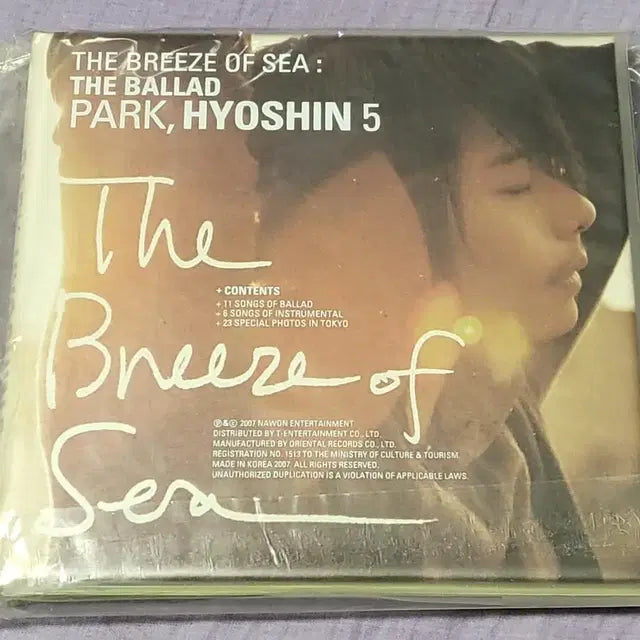 THE BREEZE OF SEA :
THE BALLAD
PARK, HYOSHIN 5
The
+ CONTENTS
+ 11 SONGS OF BALLAD
+ 6 SONGS OF INSTRUMENTAL
+ 23 SPECIAL PHOTOS IN TOKYO
Breeze of
℗&© 2007 NAWON ENTERTAINMENT
DISTRIBUTED BY T-ENTERTAINMENT CO., LTD.
MANUFACTURED BY ORIENTAL RECORDS CO., LTD.
REGISTRATION NO. 1513 TO THE MINISTRY OF CULTURE & TOURISM.
MADE IN KOREA 2007. ALL RIGHTS RESERVED.
UNAUTHORIZED DUPLICATION IS A VIOLATION OF APPLICABLE LAWS.
Sea